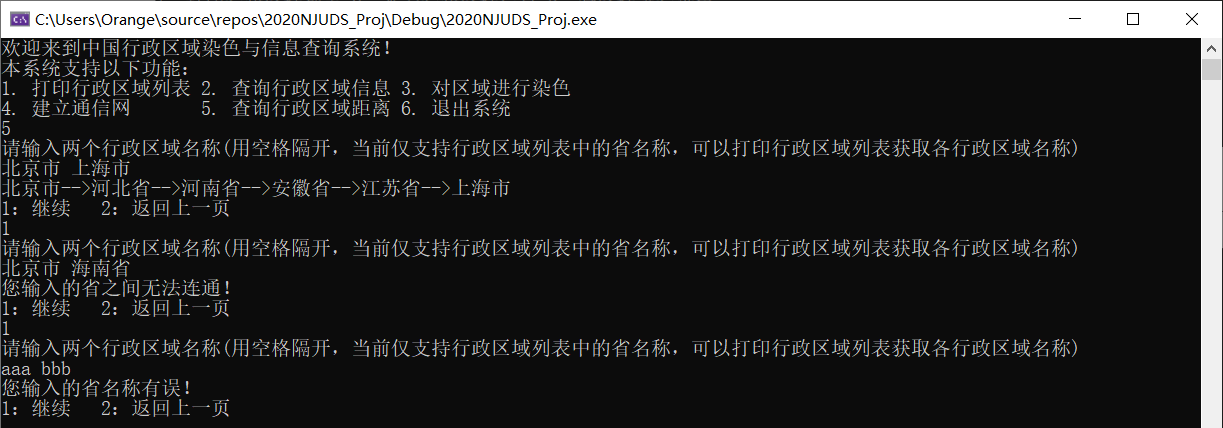 C:\Users\Orange\source\repos\2020NJUDS_Proj\Debug\2020NJUDS_Proj.exe
欢迎来到中国行政区域染色与信息查询系统!
本系统支持以下功能:
1. 打印行政区域列表 2. 查询行政区域信息 3. 对区域进行染色
4. 建立通信网       5. 查询行政区域距离 6. 退出系统
5
请输入两个行政区域名称(用空格隔开，当前仅支持行政区域列表中的省名称，可以打印行政区域列表获取各行政区域名称)
北京市 上海市
北京市-->河北省-->河南省-->安徽省-->江苏省-->上海市
1: 继续   2: 返回上一页
1
请输入两个行政区域名称(用空格隔开，当前仅支持行政区域列表中的省名称，可以打印行政区域列表获取各行政区域名称)
北京市 海南省
您输入的省之间无法连通!
1: 继续   2: 返回上一页
1
请输入两个行政区域名称(用空格隔开，当前仅支持行政区域列表中的省名称，可以打印行政区域列表获取各行政区域名称)
aaa bbb
您输入的省名称有误!
1: 继续   2: 返回上一页